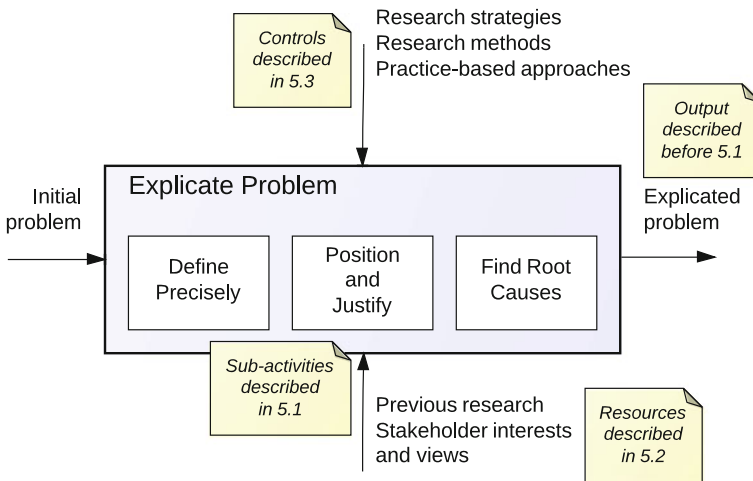 Controls
described
in 5.3
Research strategies
Research methods
Practice-based approaches
Output
described
before 5.1
Initial
problem
Explicate Problem
Explicated
problem
Define
Precisely
Position
and
Justify
Find Root
Causes
Sub-activities
described
in 5.1
Previous research
Stakeholder interests
and views
Resources
described
in 5.2